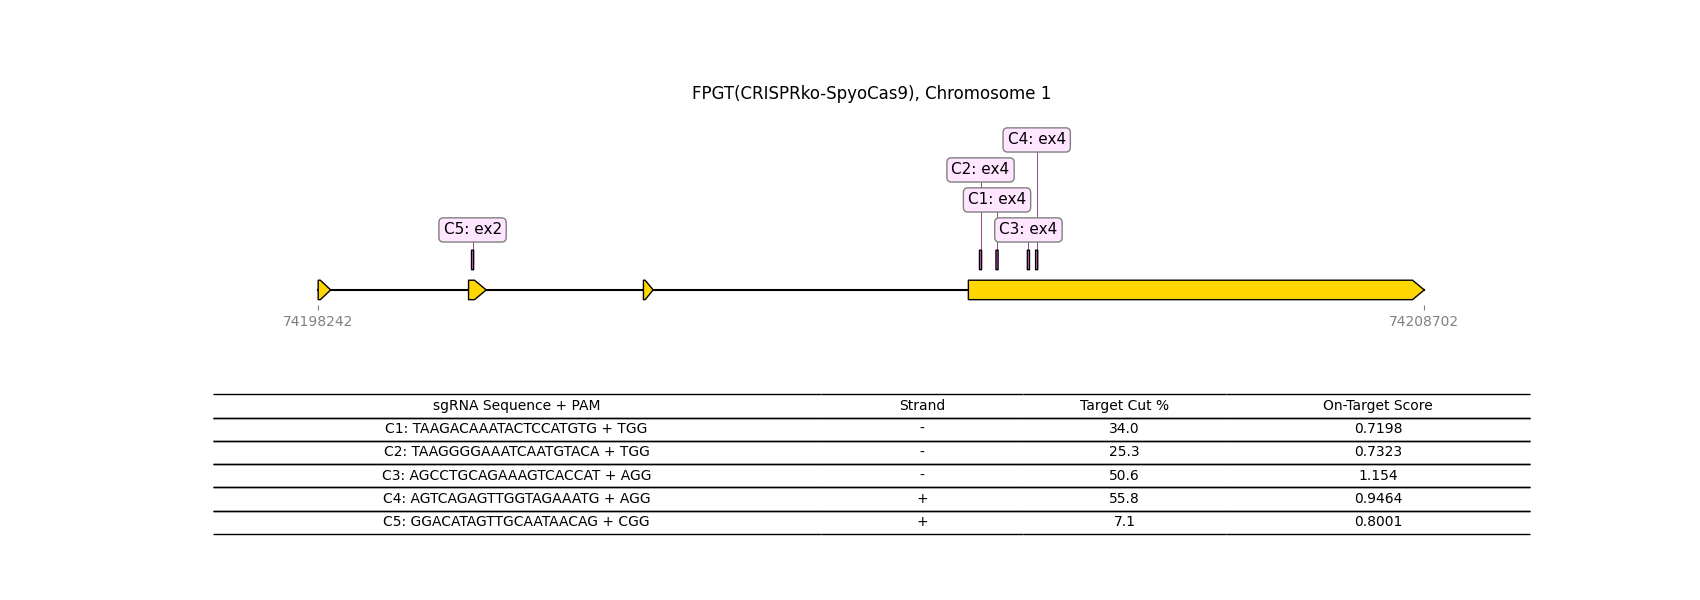 FPGT(CRISPRko-SpyoCas9), Chromosome 1
C4: ex4
C2: ex4
C1: ex4
C5: ex2
C3: ex4
74198242
74208702
sgRNA Sequence + PAM Strand Target Cut % On-Target Score
C1: TAAGACAAATACTCCATGTG + TGG - 34.0 0.7198
C2: TAAGGGGAAATCAATGTACA + TGG - 25.3 0.7323
C3: AGCCTGCAGAAAGTCACCAT + AGG - 50.6 1.154
C4: AGTCAGAGTTGGTAGAAATG + AGG + 55.8 0.9464
C5: GGACATAGTTGCAATAACAG + CGG + 7.1 0.8001